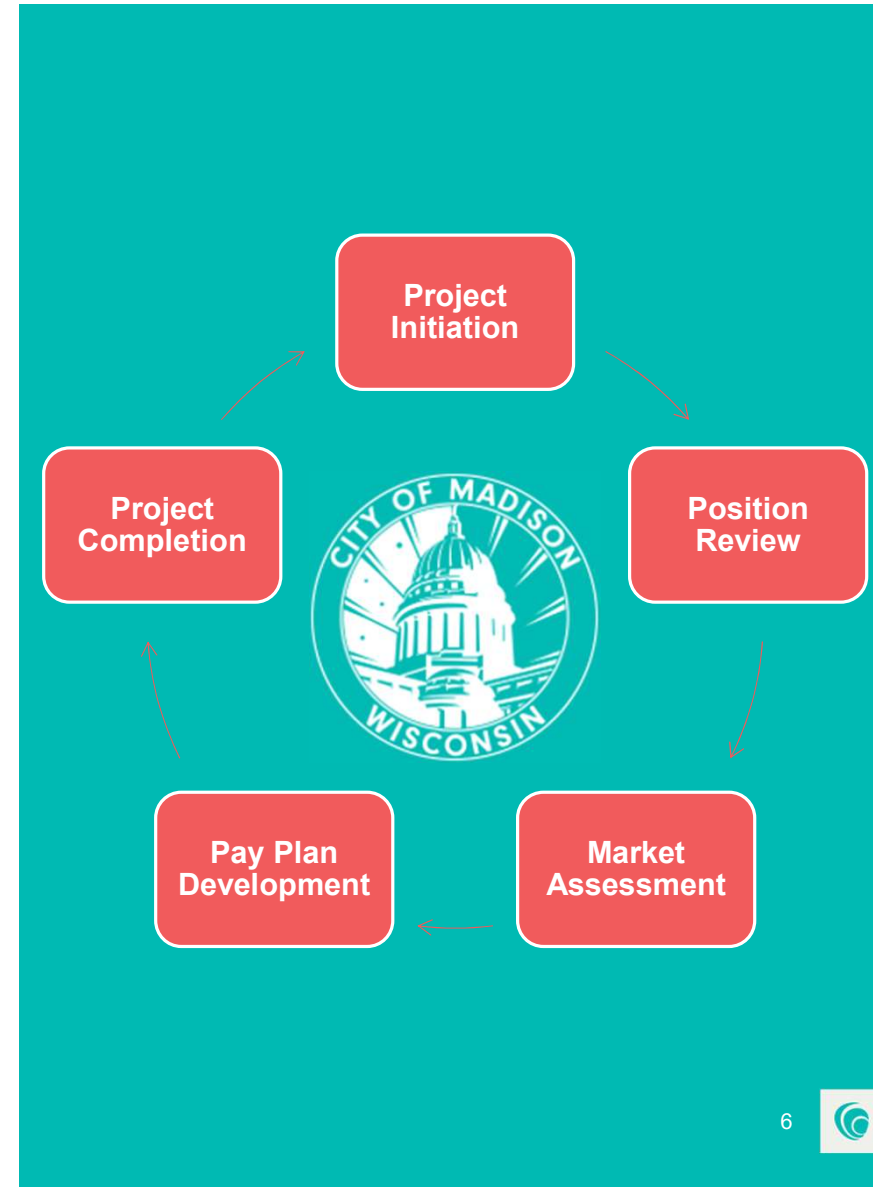 Project
Initiation
Position
Review
Market
Assessment
Pay Plan
Development
Project
Completion
CITY OF MADISON
WISCONSIN
6